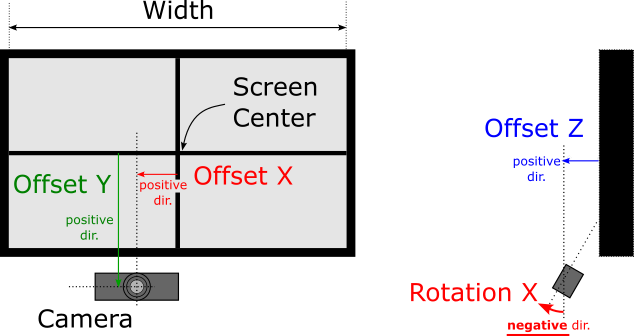 Width
Screen
Center
Offset X
positive
dir.
Offset Y
positive
dir.
Camera
Offset Z
positive
dir.
Rotation X
negative dir.